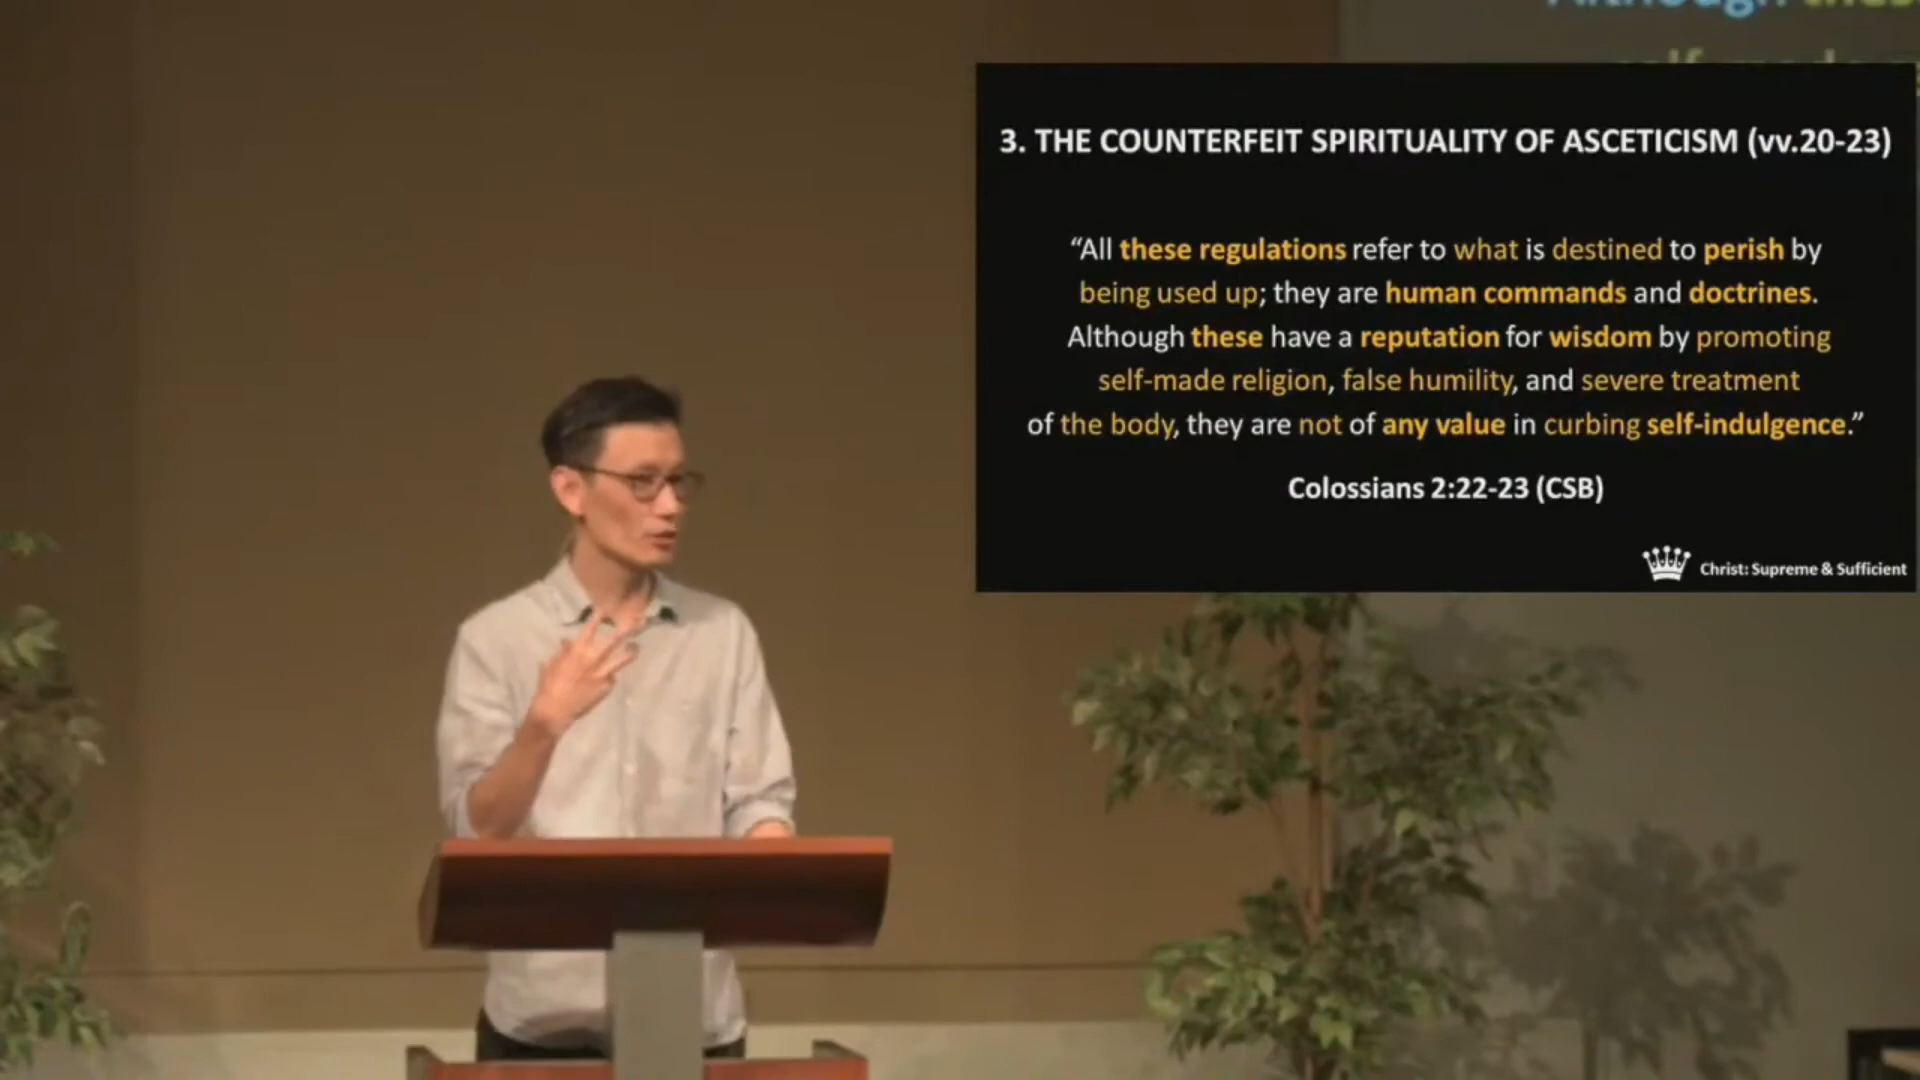 Although these
3. THE COUNTERFEIT SPIRITUALITY OF ASCETICISM (vv.20-23)
“All these regulations refer to what is destined to perish by
being used up; they are human commands and doctrines.
Although these have a reputation for wisdom by promoting
self-made religion, false humility, and severe treatment
of the body, they are not of any value in curbing self-indulgence.”
Colossians 2:22-23 (CSB)
Christ: Supreme & Sufficient